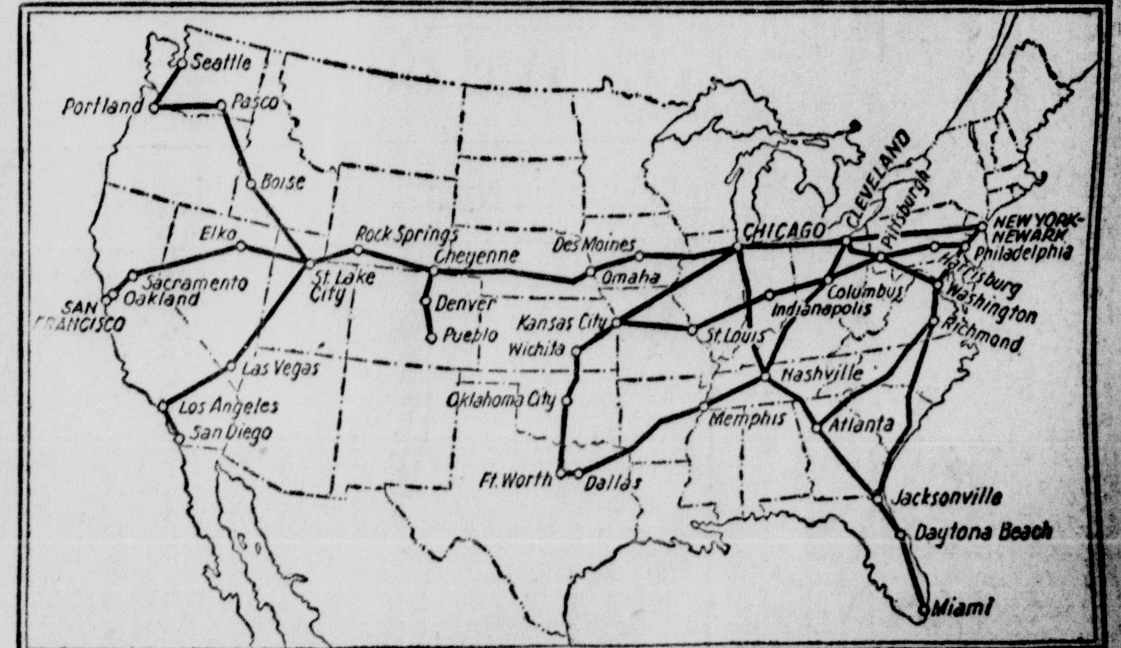 Seattle
Portland
Pasco
Boise
Elko
Rock Springs
Cheyenne
Des Moines
Omaha
CHICAGO
CLEVELAND
Pittsburgh
NEW YORK-
NEWARK
Philadelphia
Harrisburg
Washington
Richmond
Sacramento
Oakland
SAN
FRANCISCO
St. Lake
City
Denver
Pueblo
Kansas City
Wichita
St. Louis
Indianapolis
Columbus
Las Vegas
Los Angeles
San Diego
Oklahoma City
Nashville
Memphis
Atlanta
Ft. Worth
Dallas
Jacksonville
Daytona Beach
Miami